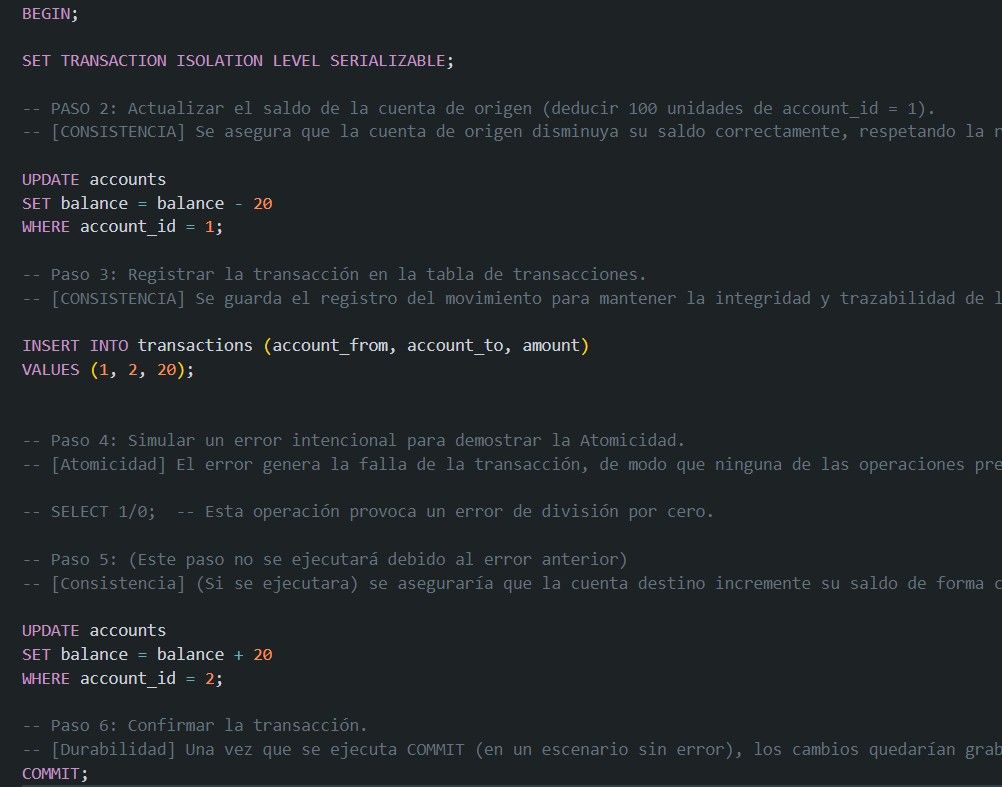 BEGIN;
SET TRANSACTION ISOLATION LEVEL SERIALIZABLE;
-- PASO 2: Actualizar el saldo de la cuenta de origen (deducir 100 unidades de account_id = 1).
-- [CONSISTENCIA] Se asegura que la cuenta de origen disminuya su saldo correctamente, respetando la
UPDATE accounts
SET balance = balance - 20
WHERE account_id = 1;
-- Paso 3: Registrar la transacción en la tabla de transacciones.
-- [CONSISTENCIA] Se guarda el registro del movimiento para mantener la integridad y trazabilidad de
INSERT INTO transactions (account_from, account_to, amount)
VALUES (1, 2, 20);
-- Paso 4: Simular un error intencional para demostrar la Atomicidad.
-- [Atomicidad] El error genera la falla de la transacción, de modo que ninguna de las operaciones pre
-- SELECT 1/0;  -- Esta operación provoca un error de división por cero.
-- Paso 5: (Este paso no se ejecutará debido al error anterior)
-- [Consistencia] (Si se ejecutara) se aseguraría que la cuenta destino incremente su saldo de forma
UPDATE accounts
SET balance = balance + 20
WHERE account_id = 2;
-- Paso 6: Confirmar la transacción.
-- [Durabilidad] Una vez que se ejecuta COMMIT (en un escenario sin error), los cambios quedarían grab
COMMIT;